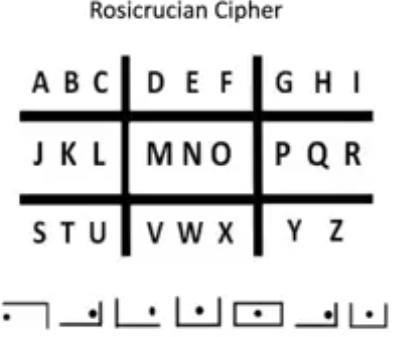 Rosicrucian Cipher
A B C D E F G H I
J K L M N O P Q R
S T U V W X Y Z